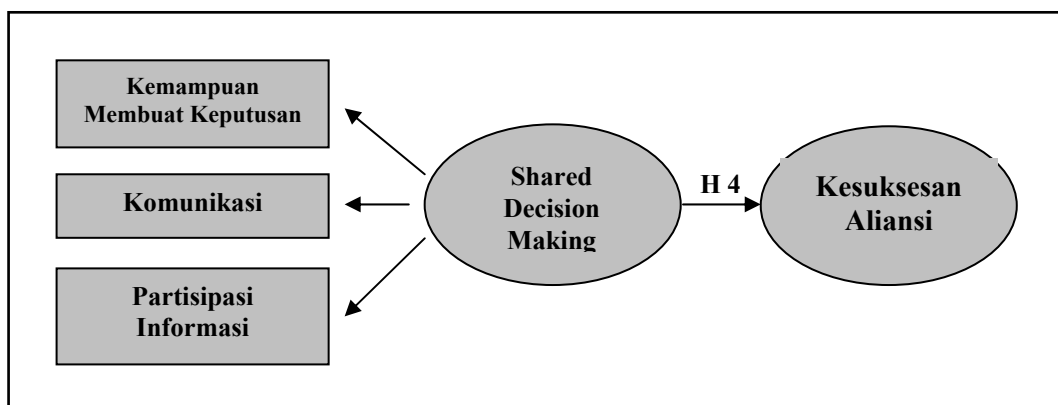 Kemampuan
Membuat Keputusan
Komunikasi
Partisipasi
Informasi
Shared
Decision
Making
H 4
Kesuksesan
Aliansi